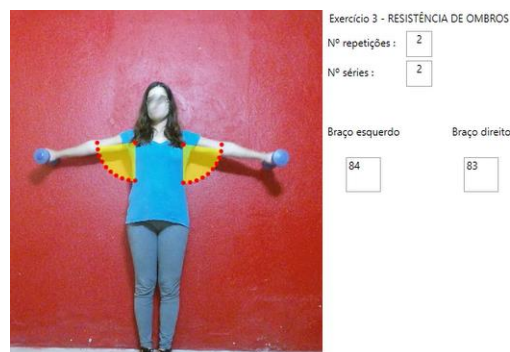 Exercício 3 - RESISTÊNCIA DE OMBROS
Nº repetições : 2
Nº séries : 2
Braço esquerdo Braço direito
84 83